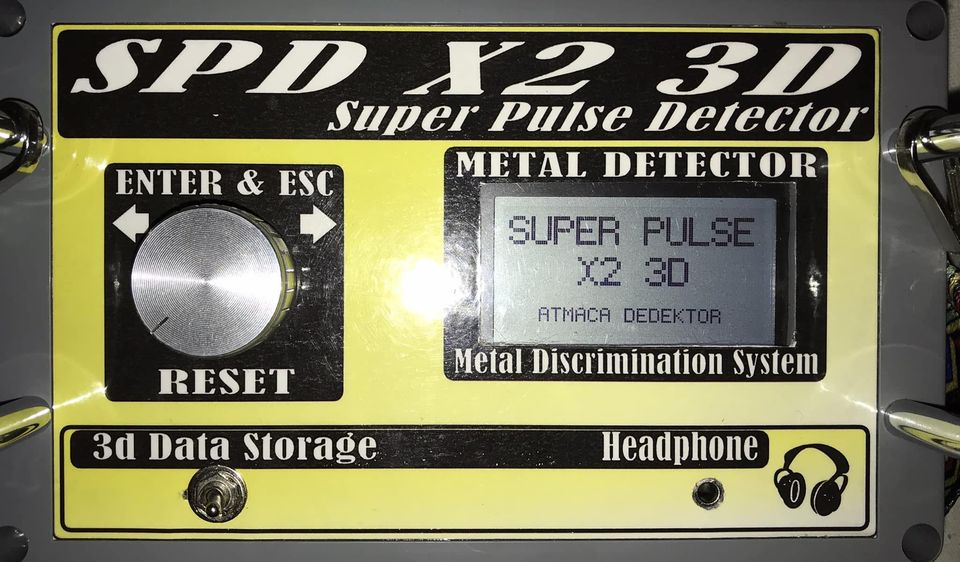 SPD X2 3D
Super Pulse Detector
ENTER & ESC
RESET
METAL DETECTOR
SUPER PULSE
X2 3D
ATMACA DEDEKTOR
Metal Discrimination System
3d Data Storage
Headphone